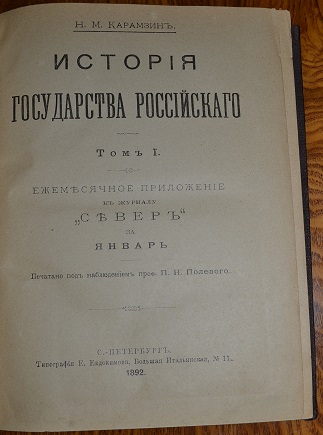 Н. М. Карамзинъ.
ИСТОРІЯ
ГОСУДАРСТВА РОССІЙСКАГО
Томъ I.
ЕЖЕМѢСЯЧНОЕ ПРИЛОЖЕНІЕ
КЪ ЖУРНАЛУ
„СѢВЕРЪ“
ЗА
ЯНВАРЬ
Печатано подъ наблюденіемъ проф. П. Н. Полевого.
С.-ПЕТЕРБУРГЪ.
Типографія Е. Евдокимова. Большая Итальянская, № 11.
1892.